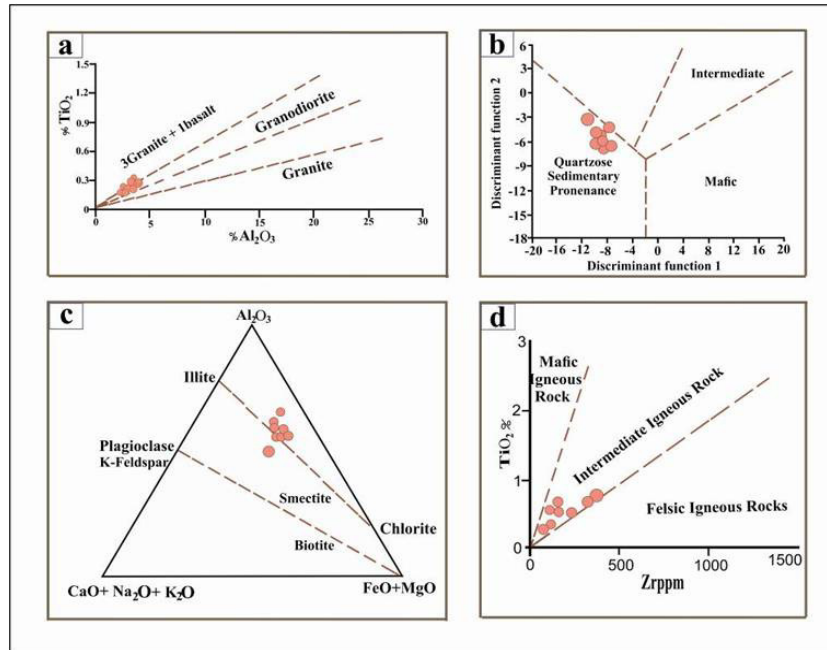 a
% TiO2
1.5
1.2
0.9
0.6
0.3
0
3Granite + 1basalt
Granodiorite
Granite
0 5 10 15 20 25 30
% Al2O3
b
Discriminant function 2
6
3
0
-3
-6
-9
-12
-15
-18
Intermediate
Quartzose
Sedimentary
Pronenance
Mafic
-20 -16 -12 -8 -4 0 4 8 12 16 20
Discriminant function 1
c
Al2O3
Illite
Plagioclase
K-Feldspar
Smectite
Chlorite
Biotite
CaO+ Na2O+ K2O
FeO+MgO
d
TiO2 %
3
2
1
0
Mafic
Igneous
Rock
Intermediate Igneous Rock
Felsic Igneous Rocks
0 500 1000 1500
Zrppm